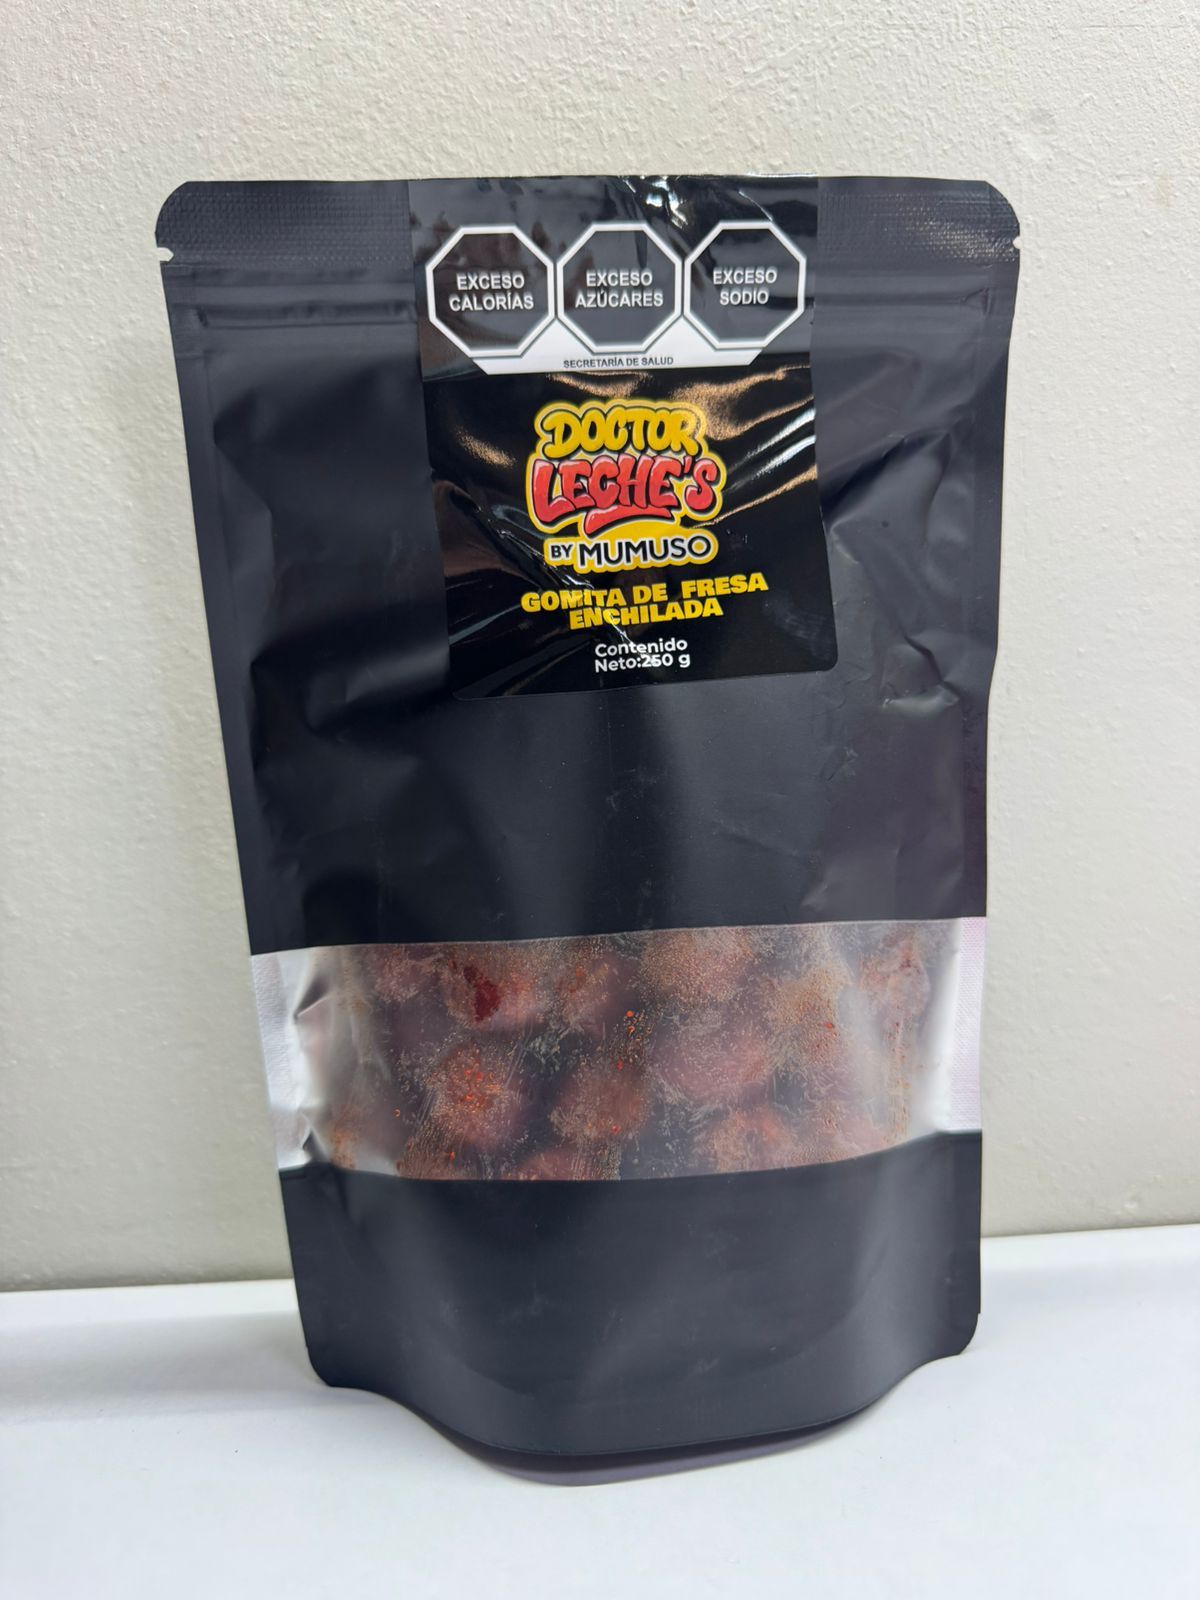 EXCESO
CALORÍAS
EXCESO
AZÚCARES
EXCESO
SODIO
SECRETARÍA DE SALUD
DOCTOR
LECHE'S
BY MUMUSO
GOMITA DE FRESA
ENCHILADA
Contenido
Neto:250 g